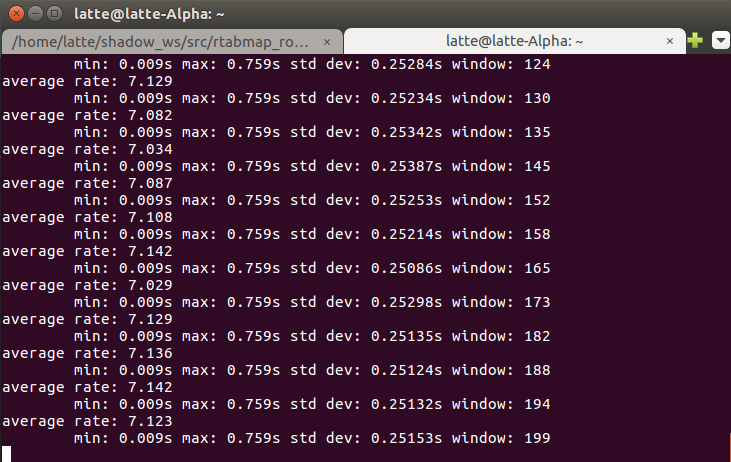 latte@latte-Alpha: ~
/home/latte/shadow_ws/src/rtabmap_ro... × latte@latte-Alpha: ~ ×
min: 0.009s max: 0.759s std dev: 0.25284s window: 124
average rate: 7.129
min: 0.009s max: 0.759s std dev: 0.25234s window: 130
average rate: 7.082
min: 0.009s max: 0.759s std dev: 0.25342s window: 135
average rate: 7.034
min: 0.009s max: 0.759s std dev: 0.25387s window: 145
average rate: 7.087
min: 0.009s max: 0.759s std dev: 0.25253s window: 152
average rate: 7.108
min: 0.009s max: 0.759s std dev: 0.25214s window: 158
average rate: 7.142
min: 0.009s max: 0.759s std dev: 0.25086s window: 165
average rate: 7.029
min: 0.009s max: 0.759s std dev: 0.25298s window: 173
average rate: 7.129
min: 0.009s max: 0.759s std dev: 0.25135s window: 182
average rate: 7.136
min: 0.009s max: 0.759s std dev: 0.25124s window: 188
average rate: 7.142
min: 0.009s max: 0.759s std dev: 0.25132s window: 194
average rate: 7.123
min: 0.009s max: 0.759s std dev: 0.25153s window: 199